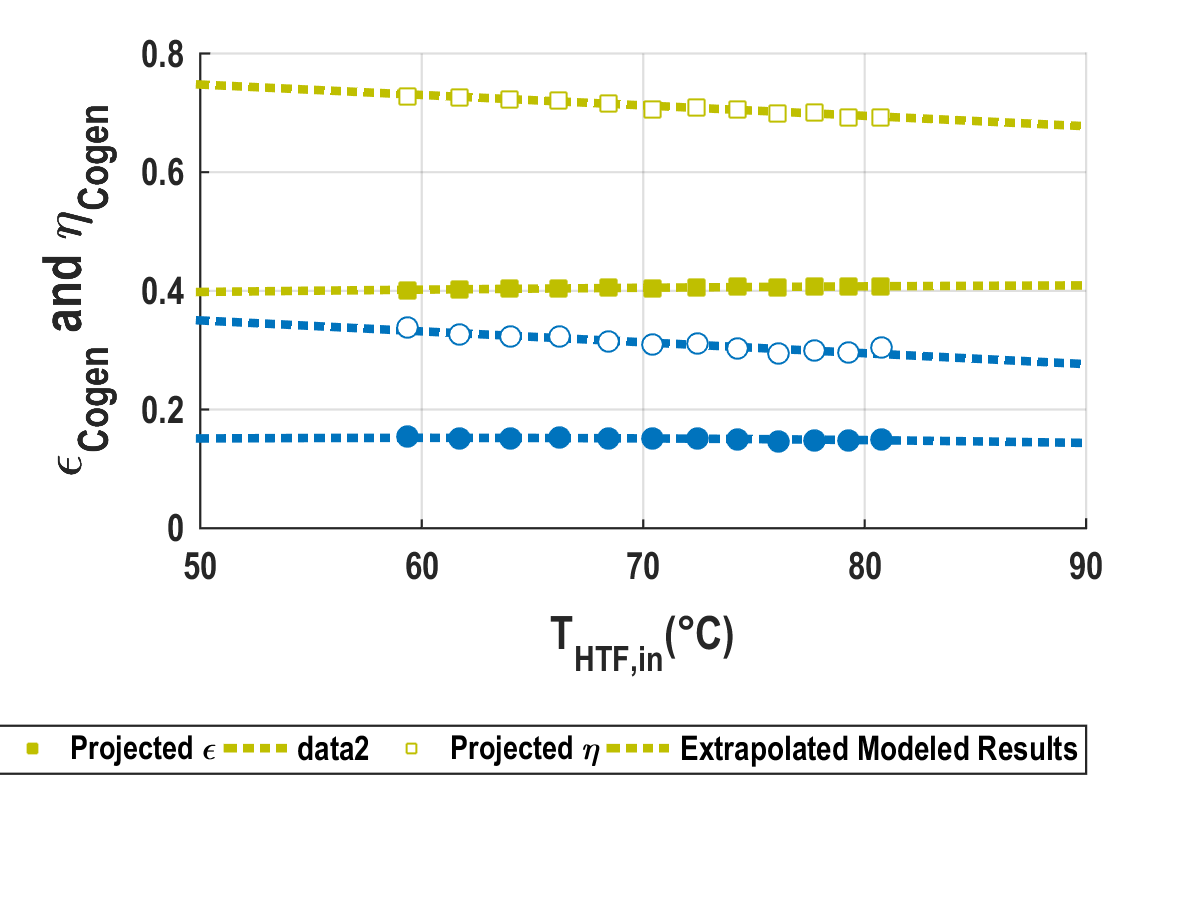 0.8
0.6
0.4
0.2
0
ϵCogen and ηCogen
50 60 70 80 90
THTF,in(°C)
Projected ϵ data2 Projected η Extrapolated Modeled Results